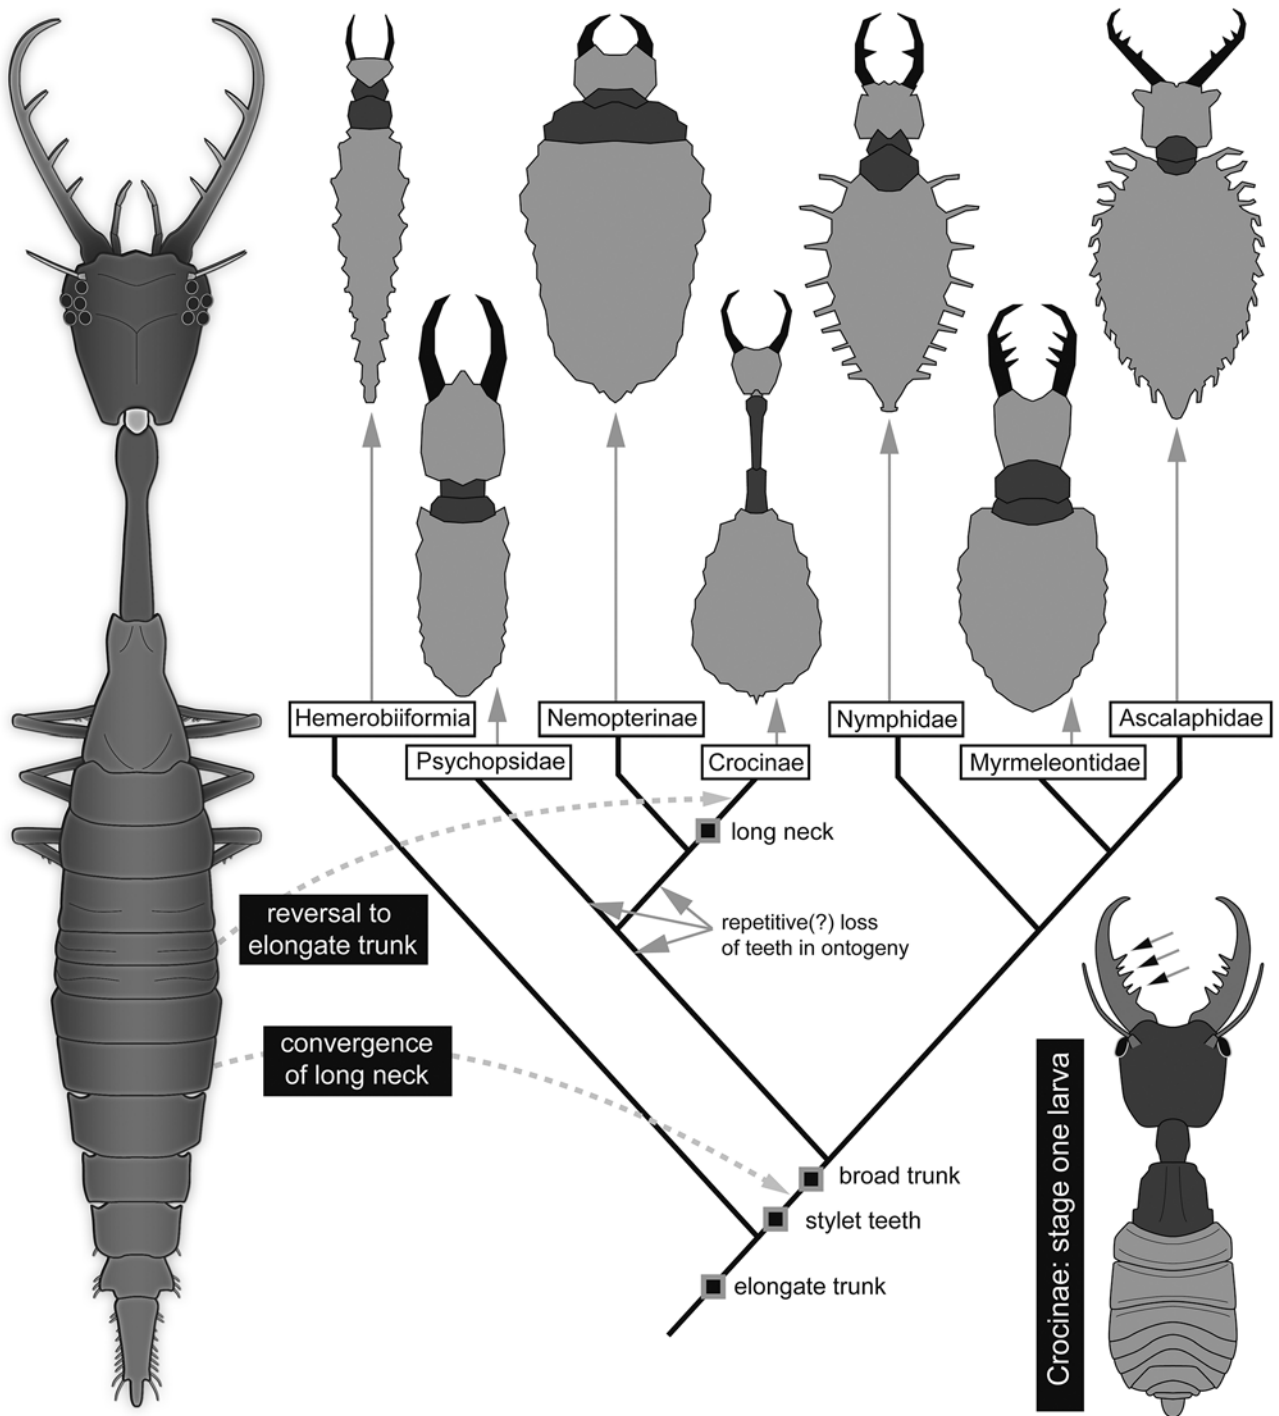 Hemerobiiformia
Nemopterinae
Nymphidae
Ascalaphidae
Psychopsidae
Crocinae
Myrmeleontidae
long neck
reversal to
elongate trunk
repetitive(?) loss
of teeth in ontogeny
convergence
of long neck
broad trunk
stylet teeth
elongate trunk
Crocinae: stage one larva